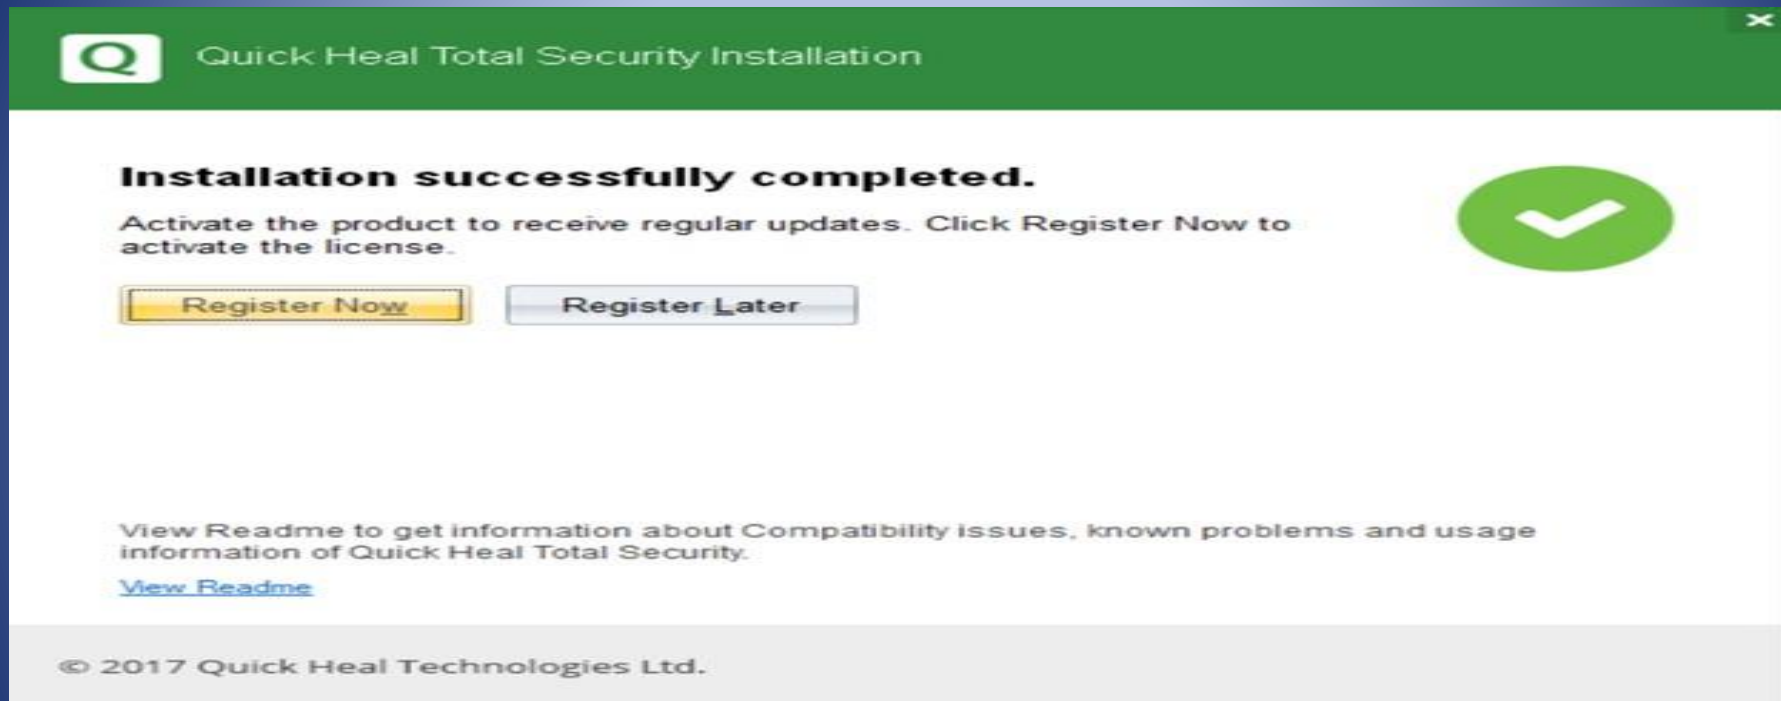 Q Quick Heal Total Security Installation
Installation successfully completed.
Activate the product to receive regular updates. Click Register Now to
activate the license.
Register Now Register Later
View Readme to get information about Compatibility issues, known problems and usage
information of Quick Heal Total Security.
View Readme
© 2017 Quick Heal Technologies Ltd.